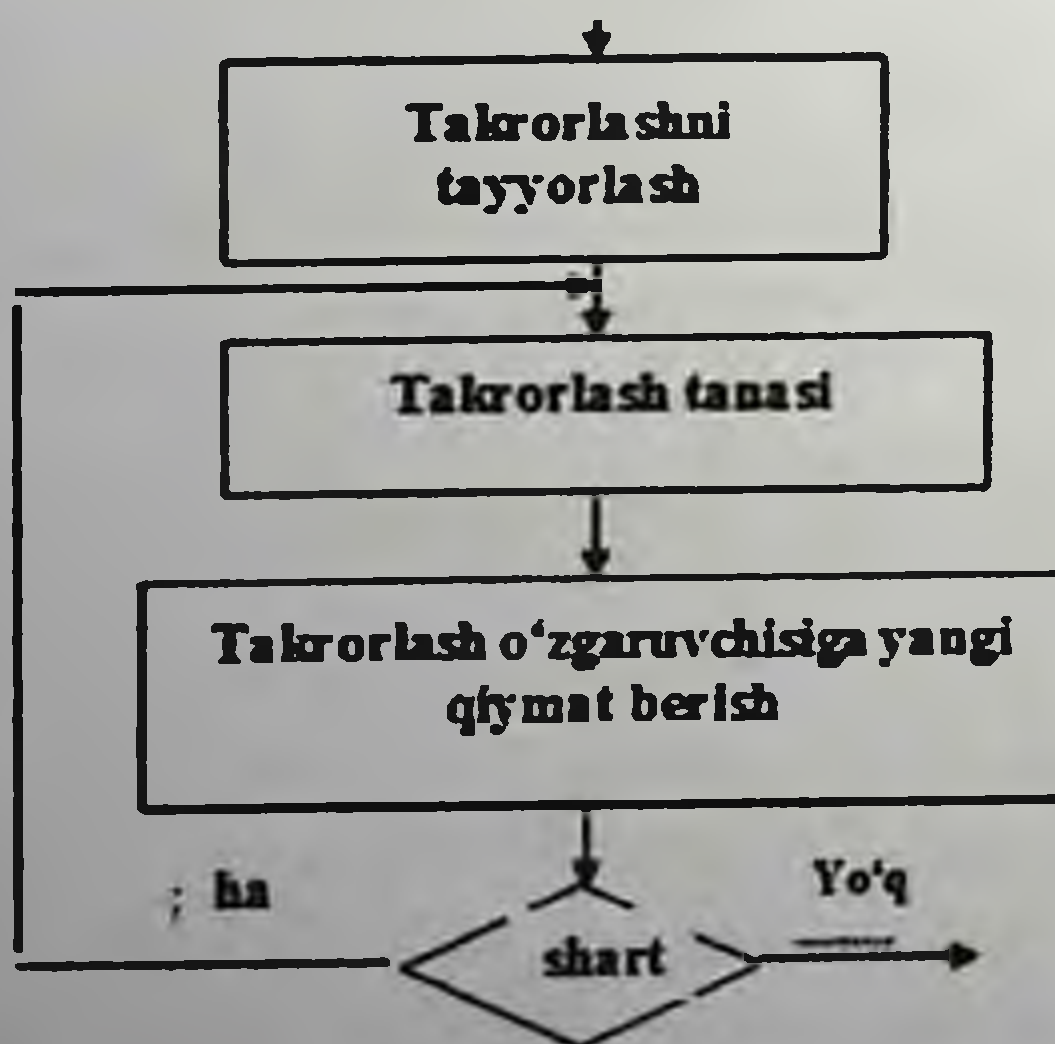 Takrorlashni
tayyorlash
Takrorlash tanasi
Takrorlash o‘zgaruvchisiga yangi
qiymat berish
; ha
Yo‘q
shart